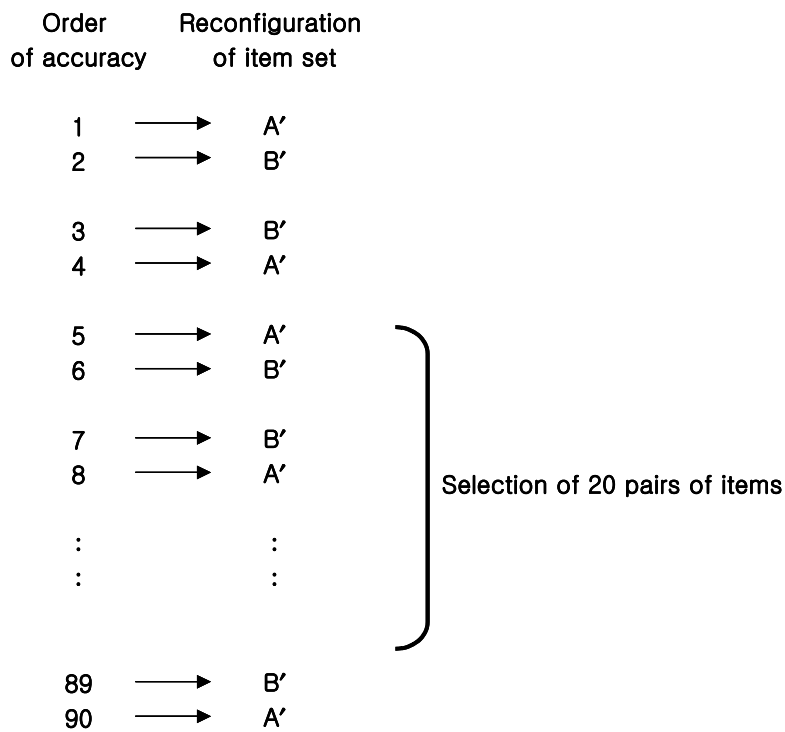 Order Reconfiguration
of accuracy of item set
1 A′
2 B′
3 B′
4 A′
5 A′
6 B′
7 B′
8 A′
Selection of 20 pairs of items
: :
: :
89 B′
90 A′